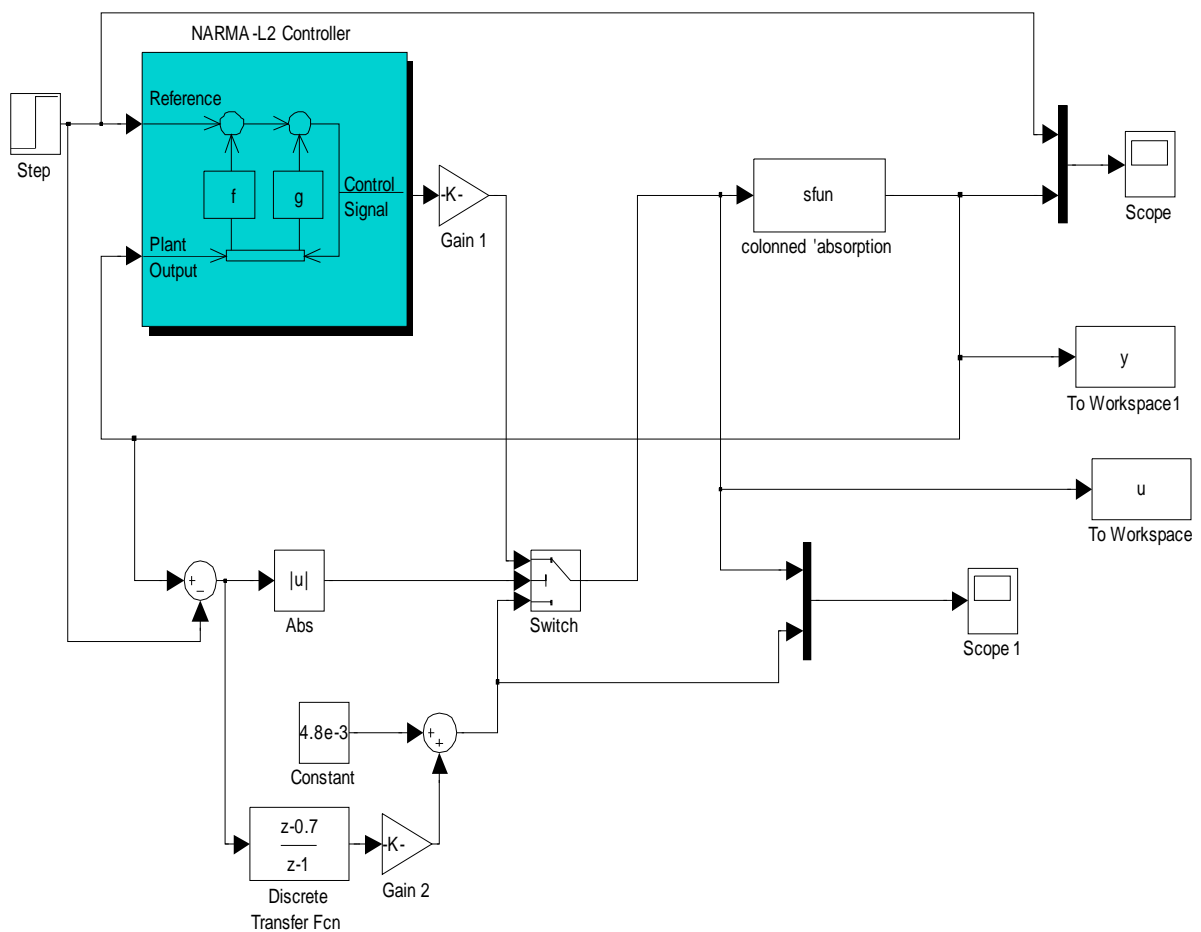 NARMA -L2 Controller
Step
Reference
f
g
Control
Signal
Plant
Output
-K-
Gain 1
sfun
colonned 'absorption
Scope
y
To Workspace1
u
To Workspace
+
−
|u|
Abs
Switch
Scope 1
4.8e-3
Constant
+
+
z-0.7
z-1
Discrete
Transfer Fcn
-K-
Gain 2